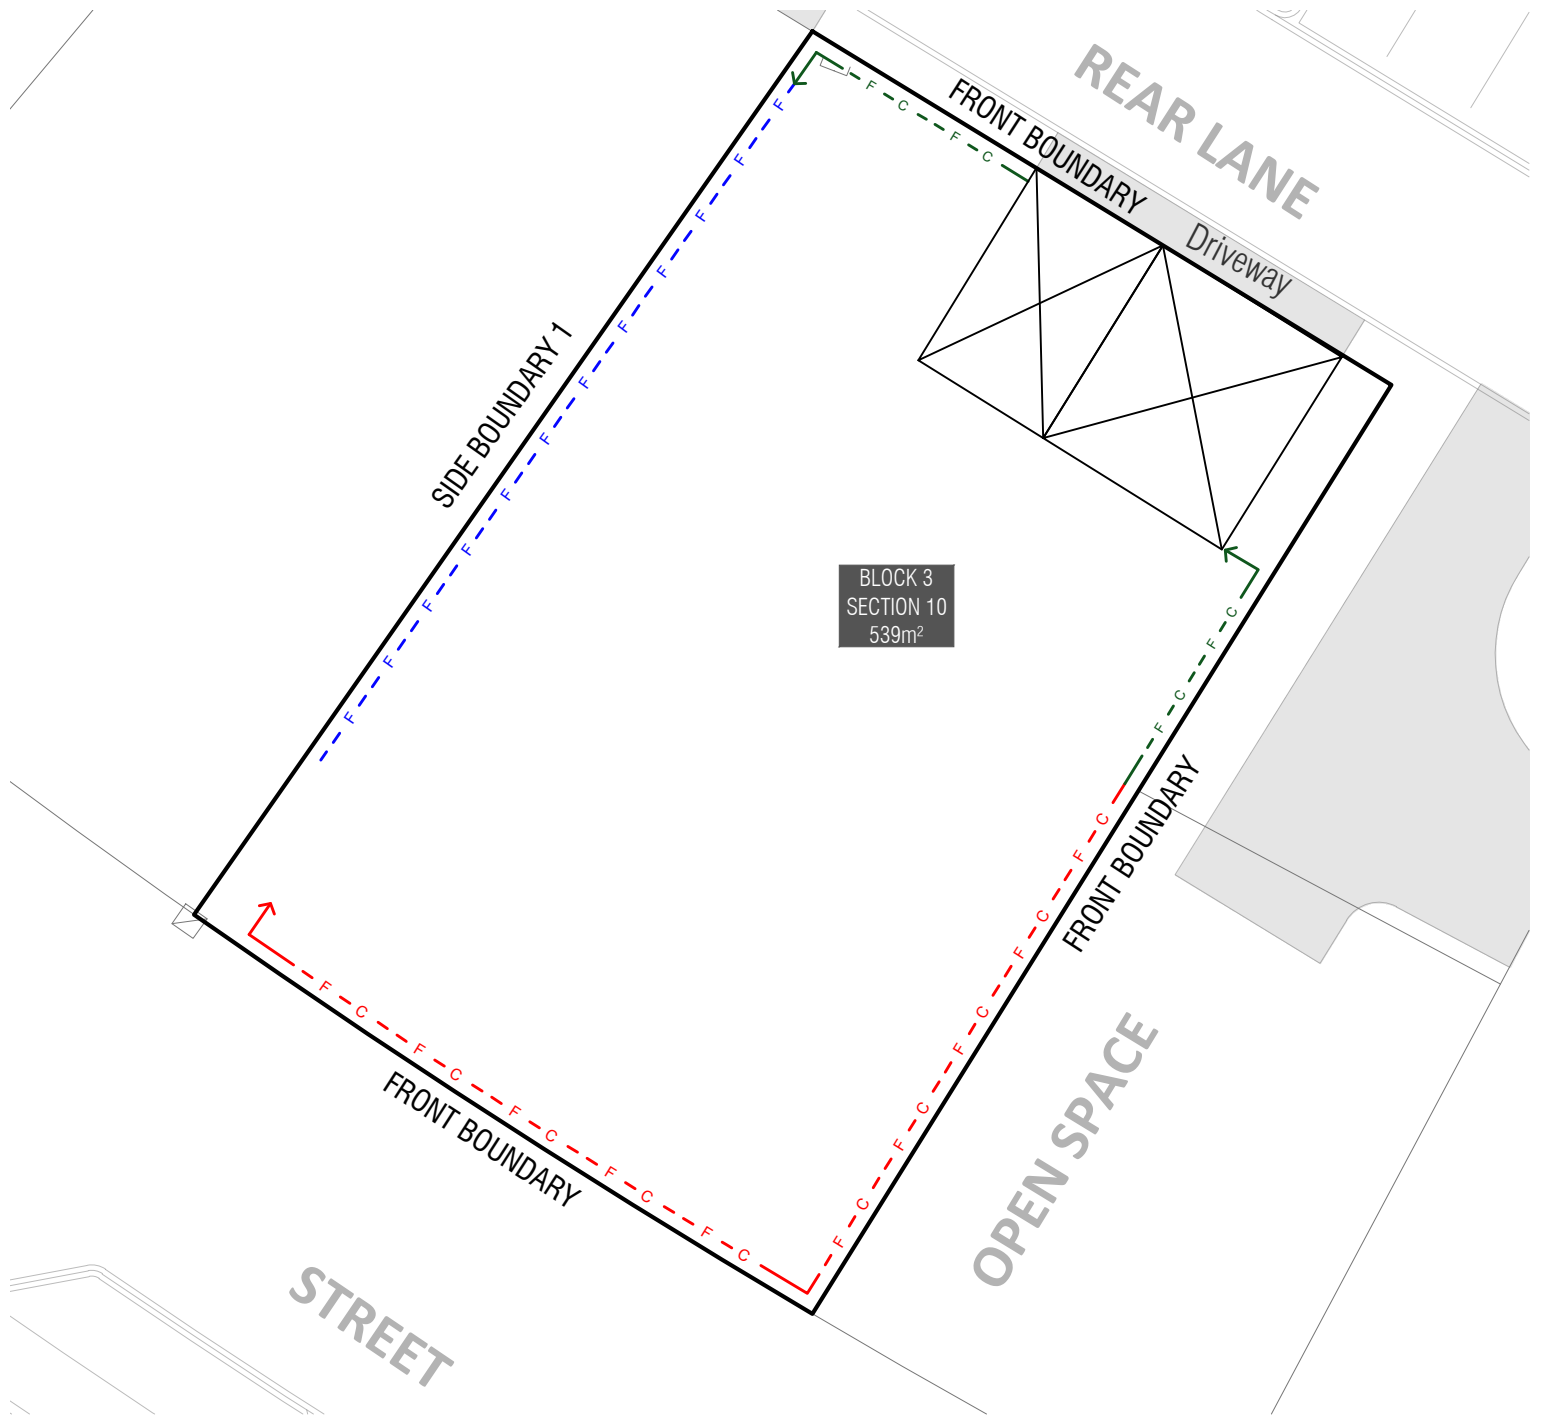 REAR LANE
FRONT BOUNDARY
Driveway
F C F C
F F F F F F F F F F F F
SIDE BOUNDARY 1
BLOCK 3
SECTION 10
539m²
C
F
C
F
FRONT BOUNDARY
C
F
C
F
C
F
C
F
C
F
F C F C F C F C F C
FRONT BOUNDARY
OPEN SPACE
STREET